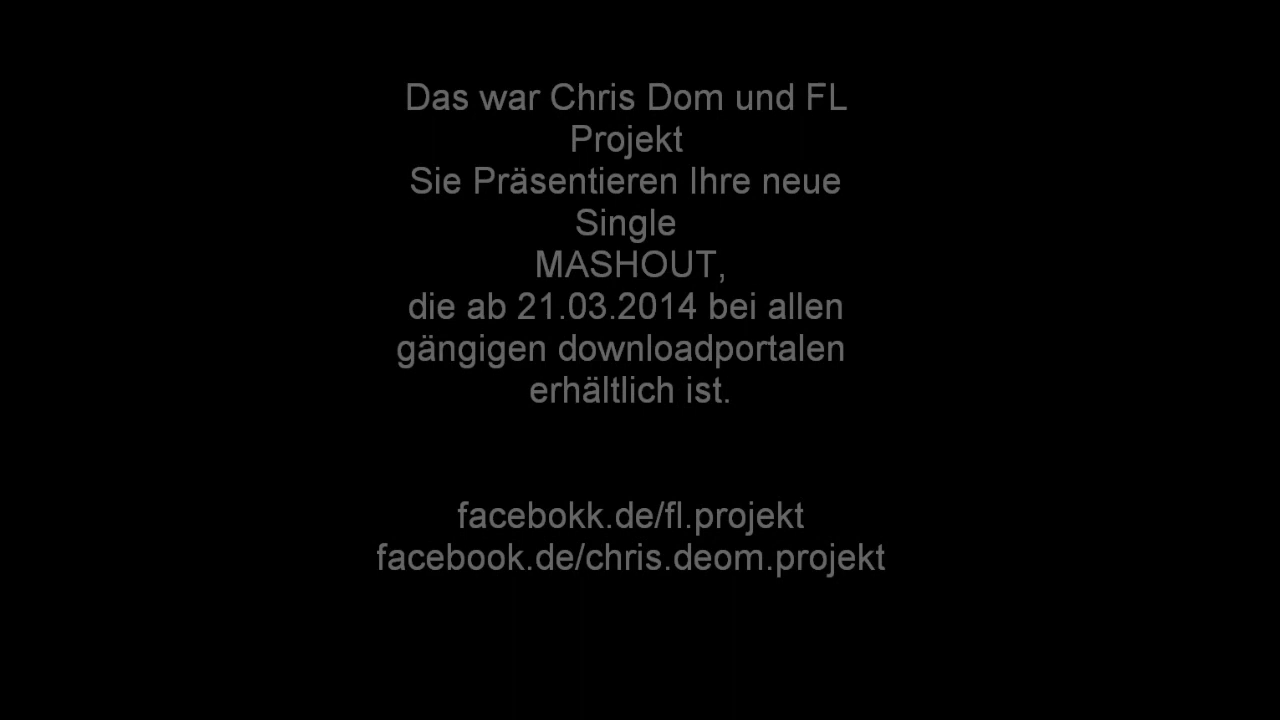 Das war Chris Dom und FL
Projekt
Sie Präsentieren Ihre neue
Single
MASHOUT,
die ab 21.03.2014 bei allen
gängigen downloadportalen
erhältlich ist.
facebokk.de/fl.projekt
facebook.de/chris.deom.projekt